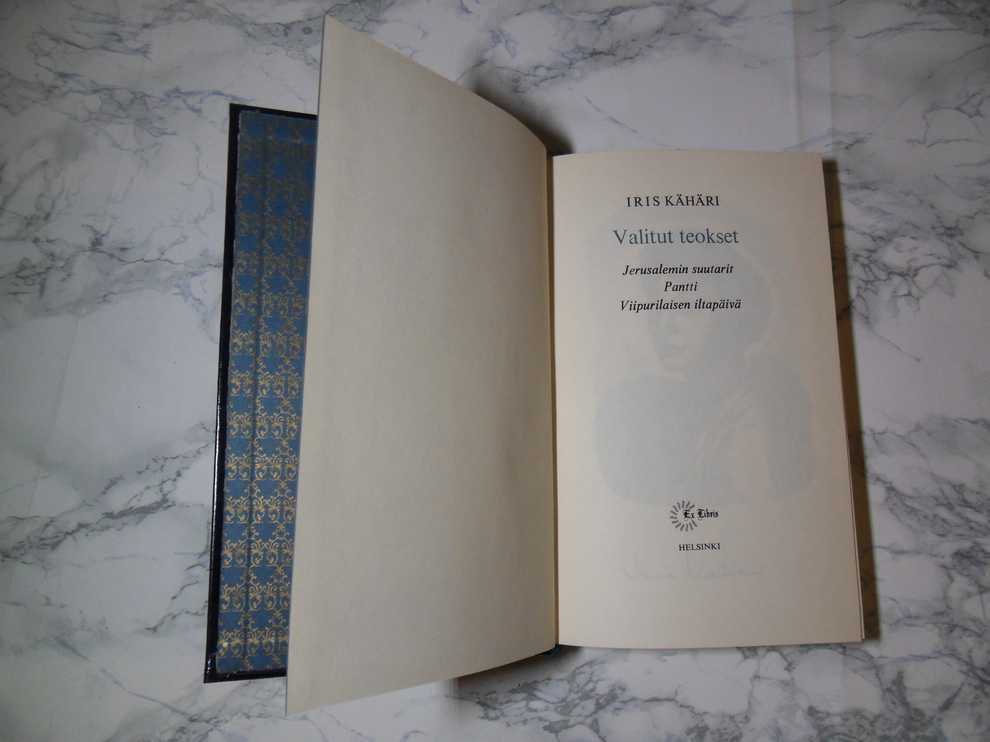 IRIS KÄHÄRI
Valitut teokset
Jerusalemin suutarit
Pantti
Viipurilaisen iltapäivä
Ex Libris
HELSINKI